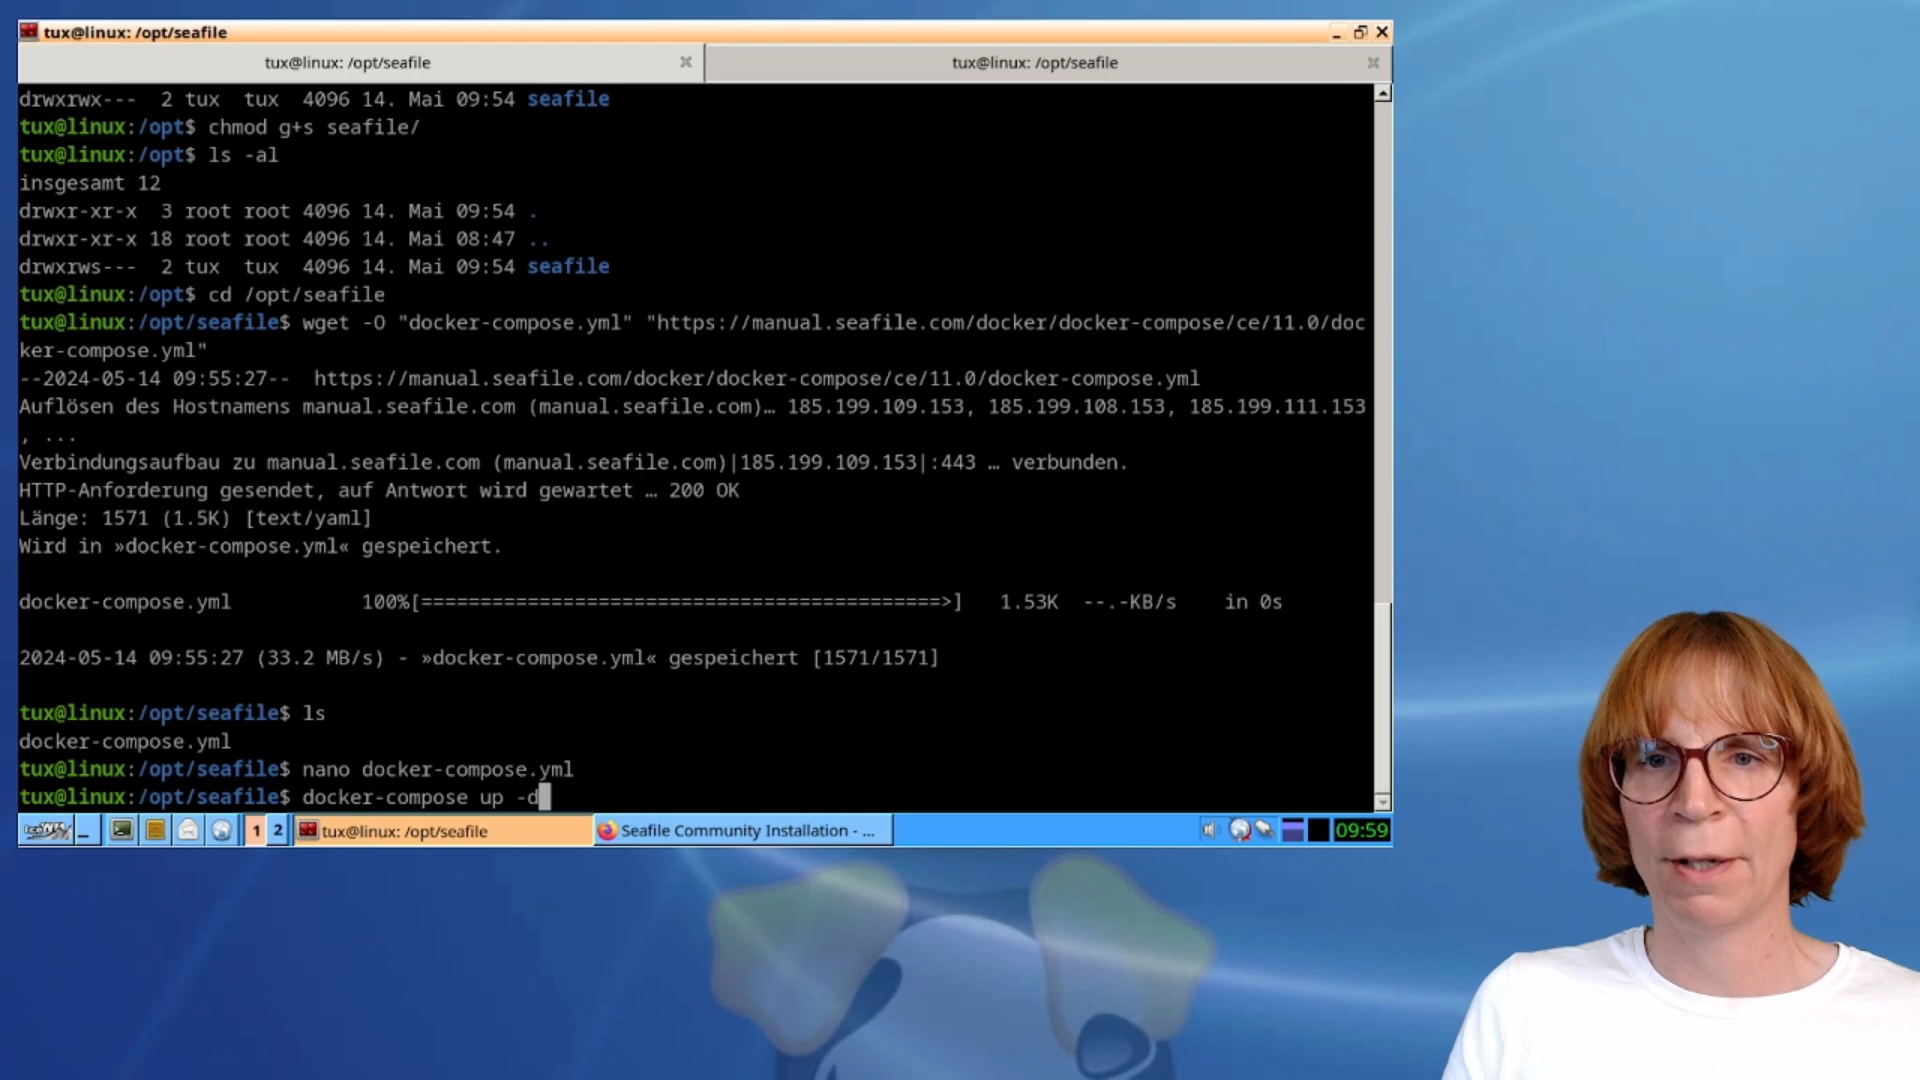 tux@linux: /opt/seafile
tux@linux: /opt/seafile
tux@linux: /opt/seafile
drwxrwx--- 2 tux tux 4096 14. Mai 09:54 seafile
tux@linux:/opt$ chmod g+s seafile/
tux@linux:/opt$ ls -al
insgesamt 12
drwxr-xr-x 3 root root 4096 14. Mai 09:54 .
drwxr-xr-x 18 root root 4096 14. Mai 08:47 ..
drwxrws--- 2 tux tux 4096 14. Mai 09:54 seafile
tux@linux:/opt$ cd /opt/seafile
tux@linux:/opt/seafile$ wget -O "docker-compose.yml" "https://manual.seafile.com/docker/docker-compose/ce/11.0/doc
ker-compose.yml"
--2024-05-14 09:55:27-- https://manual.seafile.com/docker/docker-compose/ce/11.0/docker-compose.yml
Auflösen des Hostnamens manual.seafile.com (manual.seafile.com)… 185.199.109.153, 185.199.108.153, 185.199.111.153
, ...
Verbindungsaufbau zu manual.seafile.com (manual.seafile.com)|185.199.109.153|:443 … verbunden.
HTTP-Anforderung gesendet, auf Antwort wird gewartet … 200 OK
Länge: 1571 (1.5K) [text/yaml]
Wird in »docker-compose.yml« gespeichert.
docker-compose.yml 100%[============================================>] 1.53K --.-KB/s in 0s
2024-05-14 09:55:27 (33.2 MB/s) - »docker-compose.yml« gespeichert [1571/1571]
tux@linux:/opt/seafile$ ls
docker-compose.yml
tux@linux:/opt/seafile$ nano docker-compose.yml
tux@linux:/opt/seafile$ docker-compose up -d
1 2 tux@linux: /opt/seafile Seafile Community Installation - ... 09:59